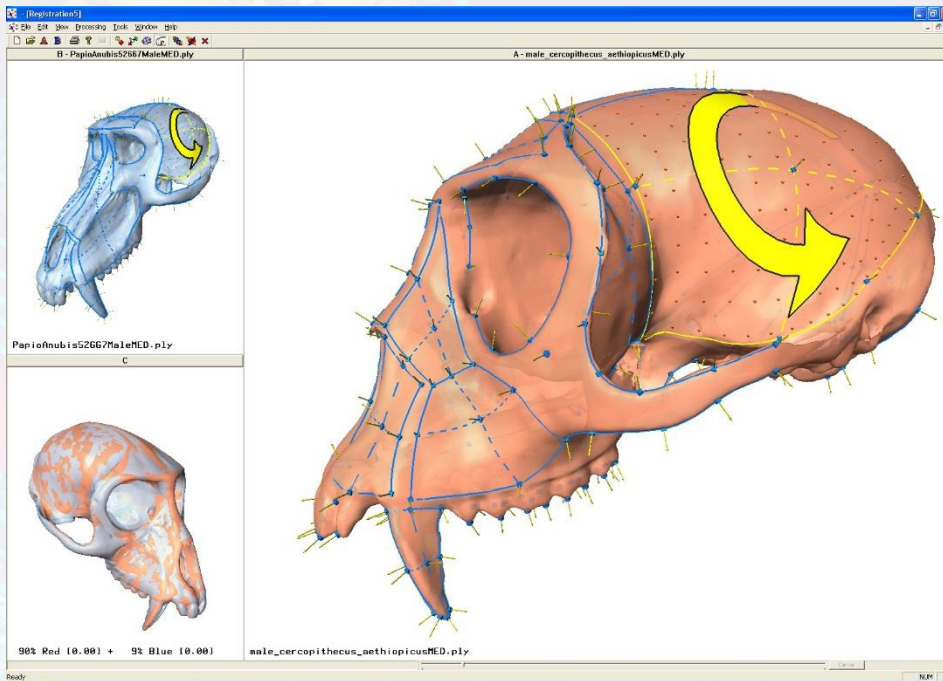 - [Registration5]
File Edit View Processing Tools Window Help
B - PapioAnubis52667MaleMED.ply
A - male_cercopithecus_aethiopicusMED.ply
PapioAnubis52667MaleMED.ply
C
90% Red [0.00] + 9% Blue [0.00]
male_cercopithecus_aethiopicusMED.ply
Ready
NUM